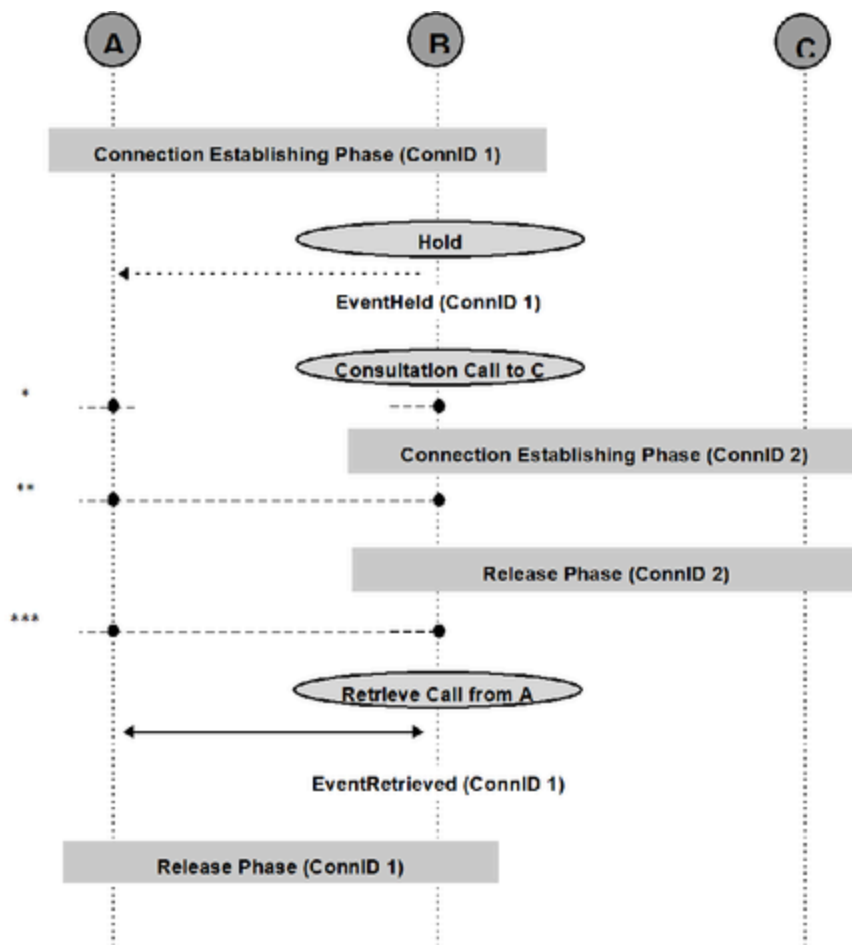 A B C
Connection Establishing Phase (ConnID 1)
Hold
EventHeld (ConnID 1)
Consultation Call to C
*
Connection Establishing Phase (ConnID 2)
**
Release Phase (ConnID 2)
***
Retrieve Call from A
EventRetrieved (ConnID 1)
Release Phase (ConnID 1)